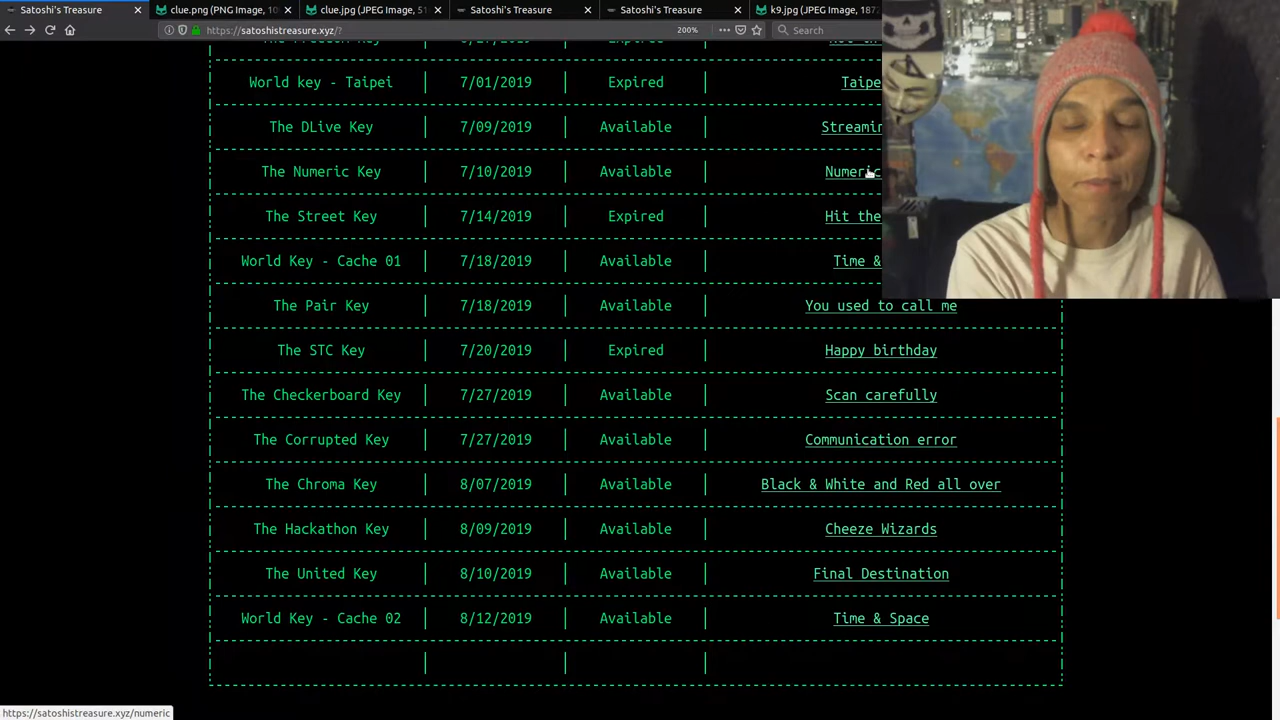 Satoshi's Treasure
clue.png (PNG Image, 10
clue.jpg (JPEG Image, 51
Satoshi's Treasure
Satoshi's Treasure
k9.jpg (JPEG Image, 1872
https://satoshistreasure.xyz/?
200%
Search
Expired
World key - Taipei 7/01/2019 Expired Taipe
The DLive Key 7/09/2019 Available Streamin
The Numeric Key 7/10/2019 Available Numeric
The Street Key 7/14/2019 Expired Hit the
World Key - Cache 01 7/18/2019 Available Time &
The Pair Key 7/18/2019 Available You used to call me
The STC Key 7/20/2019 Expired Happy birthday
The Checkerboard Key 7/27/2019 Available Scan carefully
The Corrupted Key 7/27/2019 Available Communication error
The Chroma Key 8/07/2019 Available Black & White and Red all over
The Hackathon Key 8/09/2019 Available Cheeze Wizards
The United Key 8/10/2019 Available Final Destination
World Key - Cache 02 8/12/2019 Available Time & Space
https://satoshistreasure.xyz/numeric